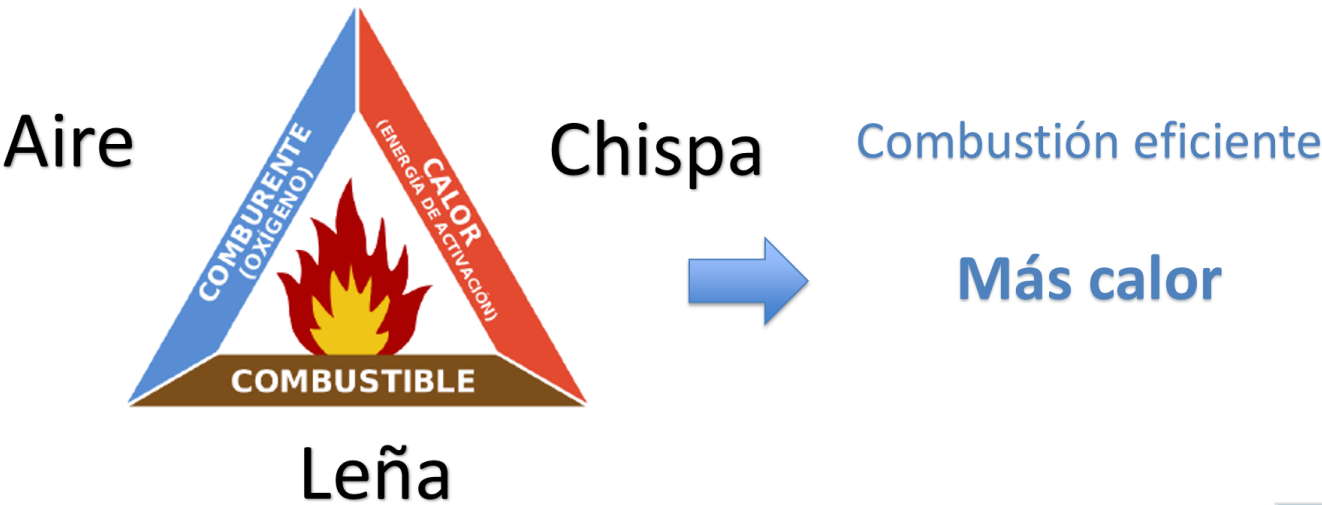 Aire
COMBURENTE
(OXÍGENO)
CALOR
(ENERGÍA DE ACTIVACIÓN)
Chispa
Combustión eficiente
Más calor
COMBUSTIBLE
Leña